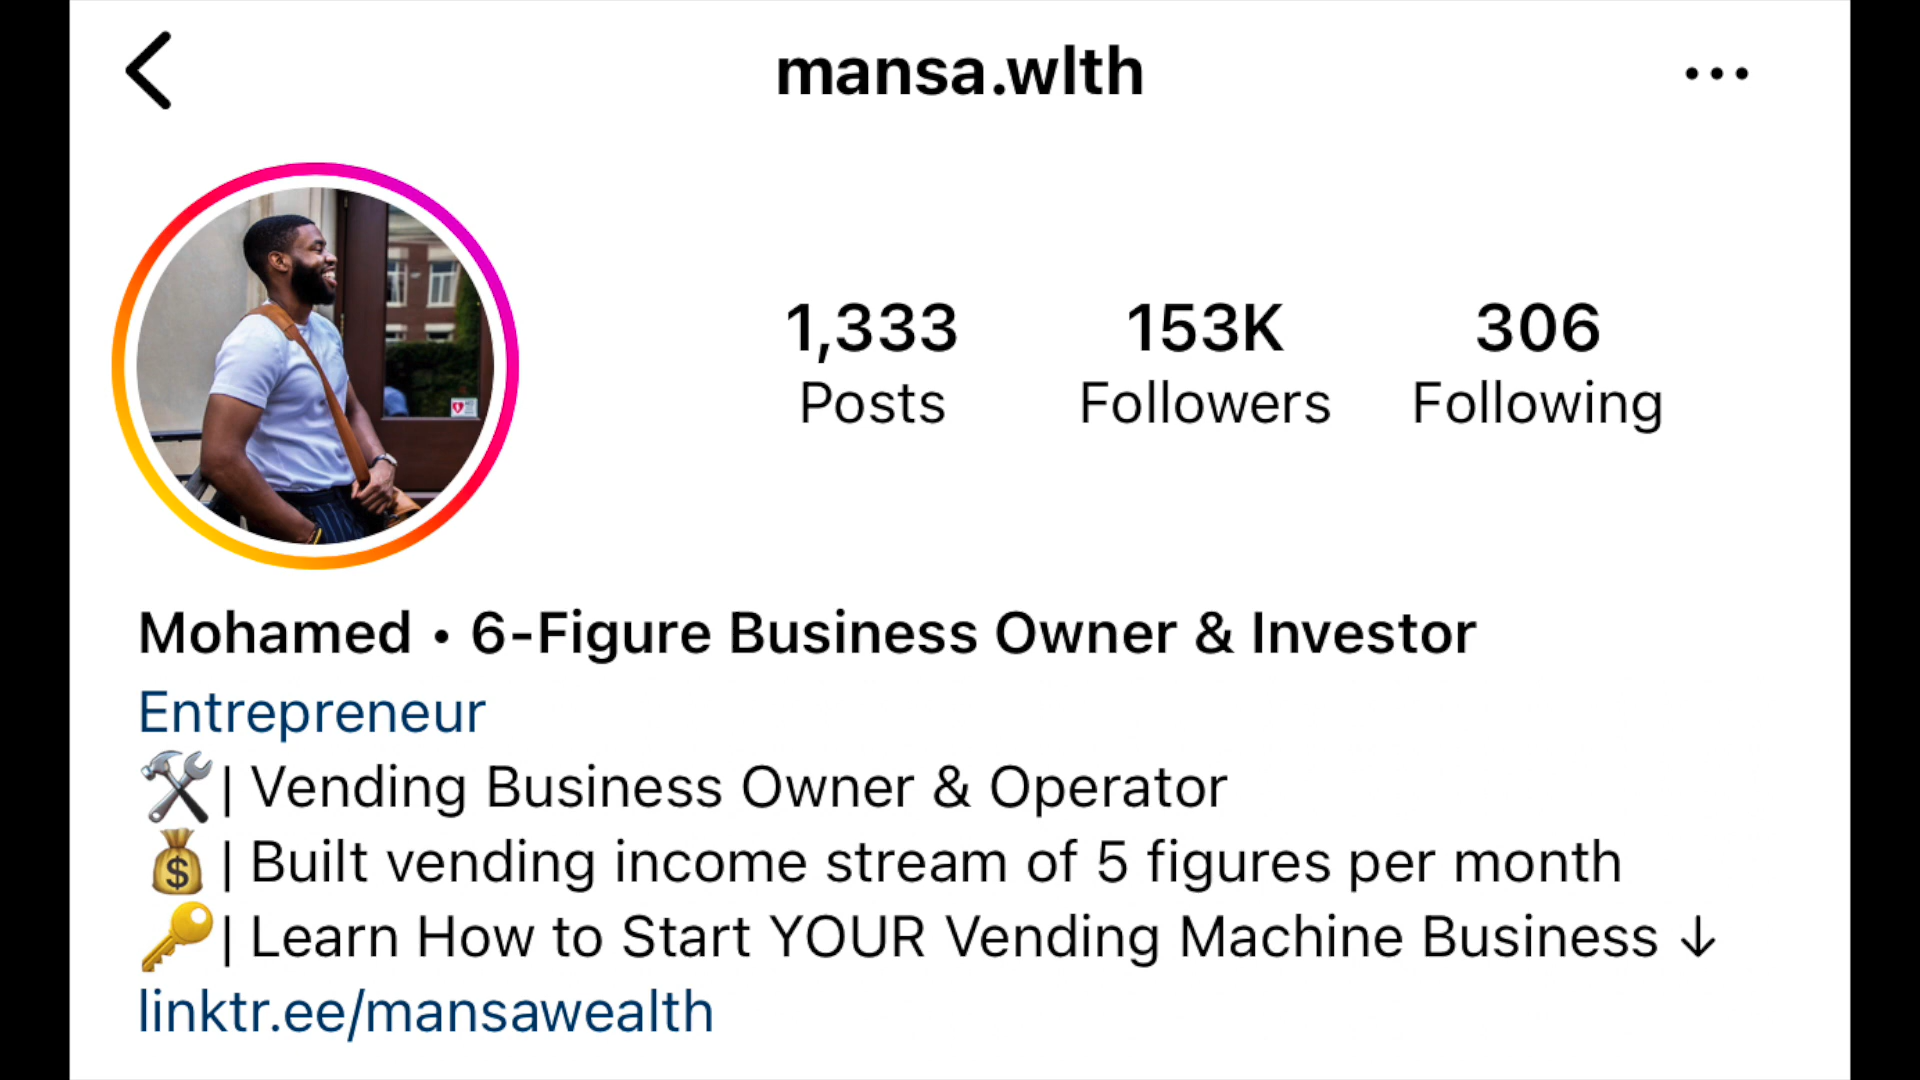 mansa.wlth
1,333 153K 306
Posts Followers Following
Mohamed • 6-Figure Business Owner & Investor
Entrepreneur
🛠️| Vending Business Owner & Operator
💰| Built vending income stream of 5 figures per month
🔑| Learn How to Start YOUR Vending Machine Business ↓
linktr.ee/mansawealth